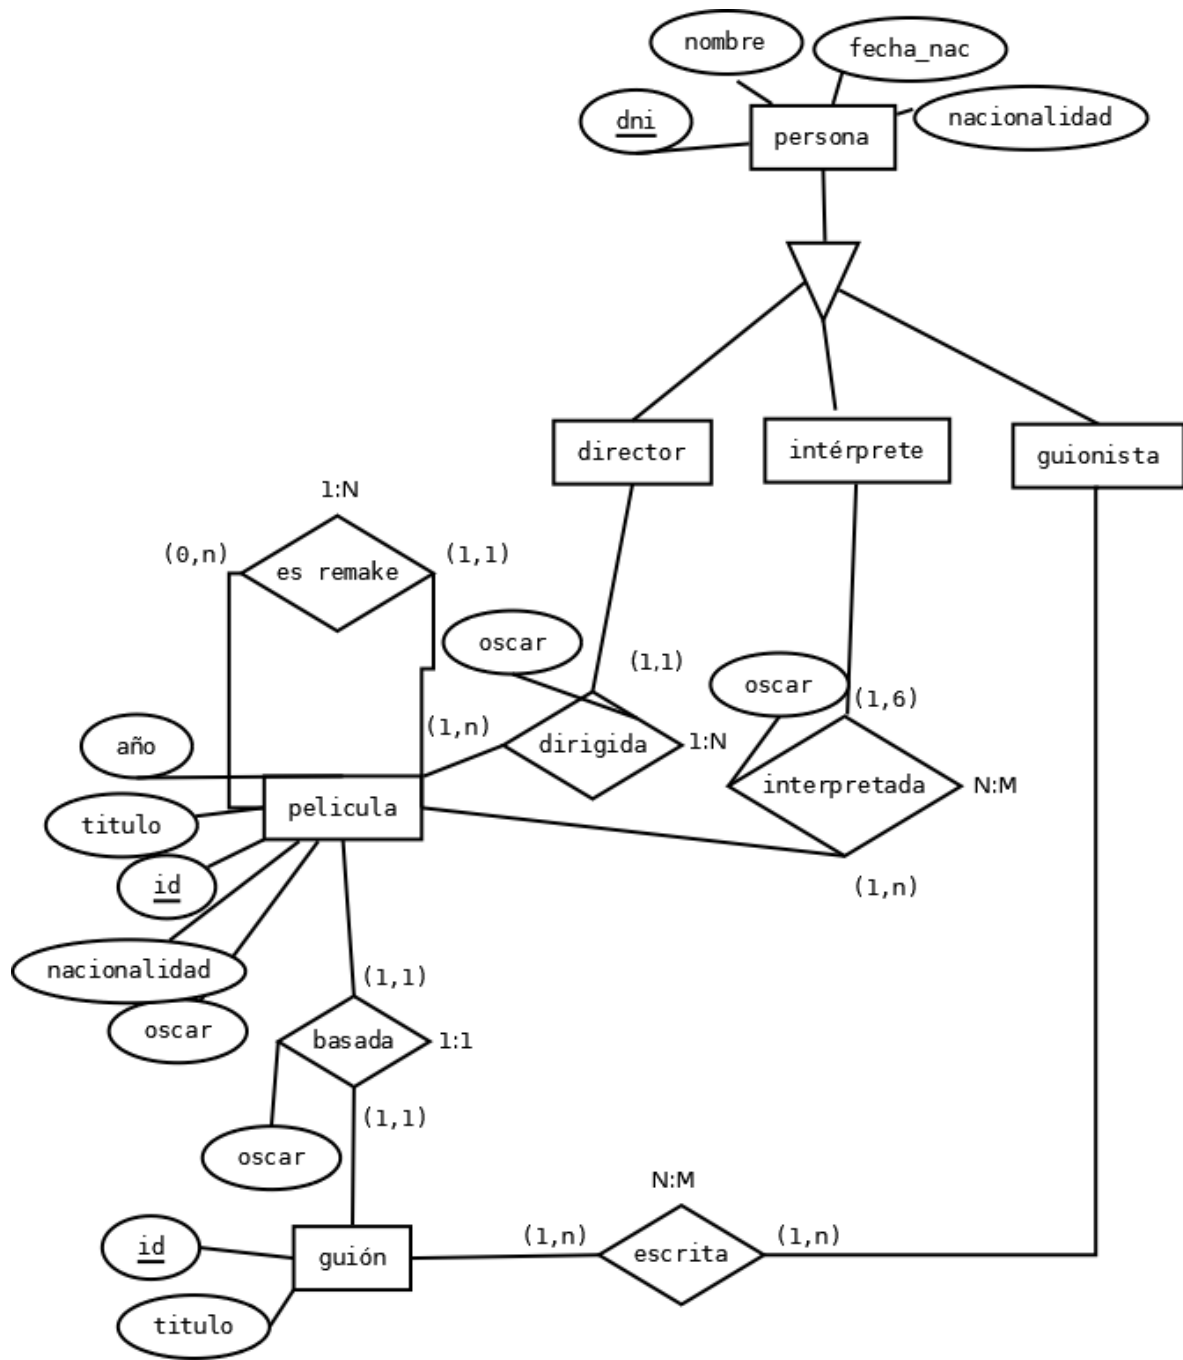 nombre
fecha_nac
dni
persona
nacionalidad
director
intérprete
guionista
1:N
(0,n)
es remake
(1,1)
oscar
(1,1)
oscar
(1,6)
(1,n)
dirigida
1:N
año
interpretada
N:M
pelicula
titulo
id
(1,n)
nacionalidad
(1,1)
oscar
basada
1:1
(1,1)
oscar
N:M
(1,n)
(1,n)
id
escrita
guión
titulo